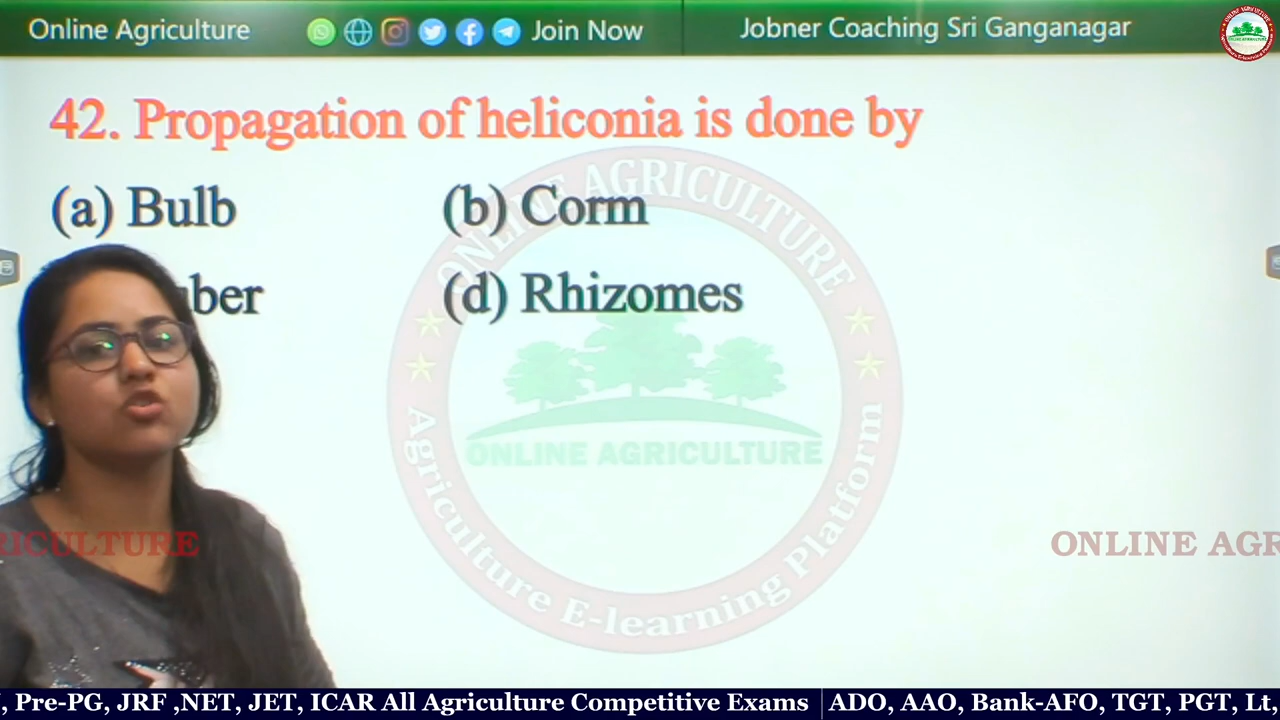 Online Agriculture Join Now Jobner Coaching Sri Ganganagar
42. Propagation of heliconia is done by
(a) Bulb (b) Corm
(d) Rhizomes
ONLINE AGRICULTURE
ONLINE AGRICULTURE
Agriculture E-learning Platform
RICULTURE ONLINE AGR
, Pre-PG, JRF ,NET, JET, ICAR All Agriculture Competitive Exams ADO, AAO, Bank-AFO, TGT, PGT, Lt,